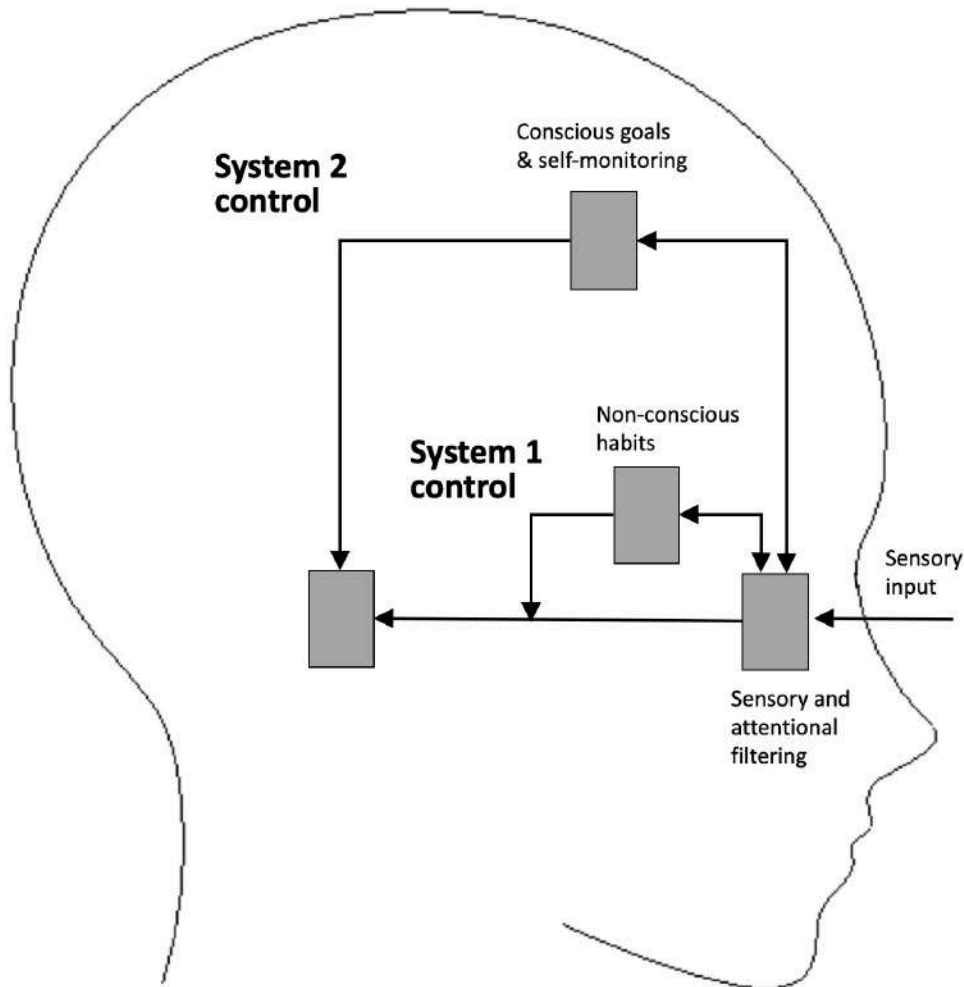 Conscious goals
& self-monitoring
System 2
control
Non-conscious
habits
System 1
control
Sensory
input
Sensory and
attentional
filtering